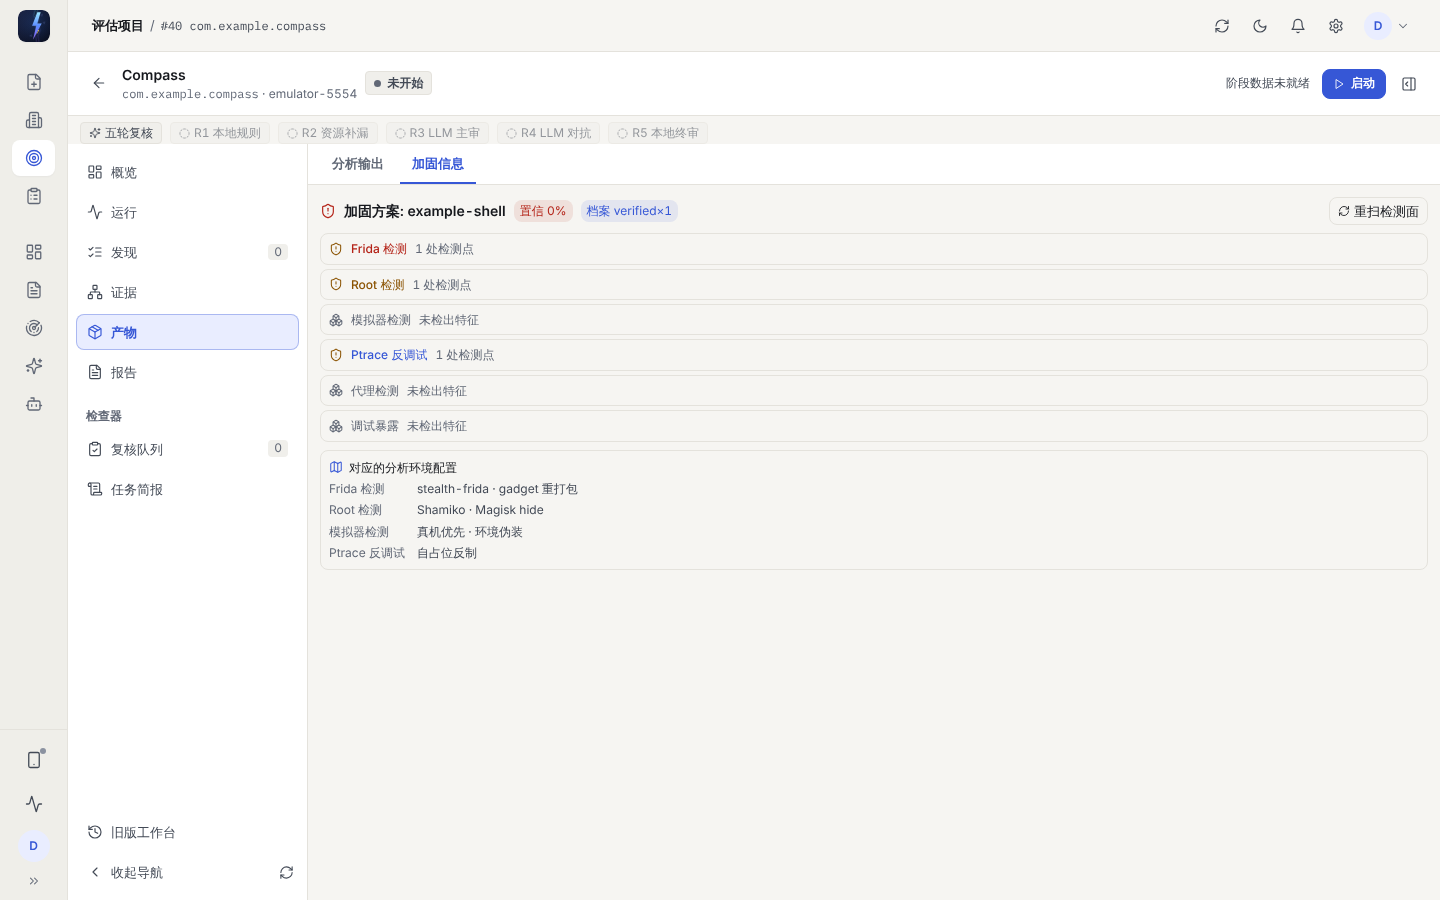 评估项目 / #40 com.example.compass
D
Compass
com.example.compass · emulator-5554
未开始
阶段数据未就绪
启动
五轮复核
R1 本地规则
R2 资源补漏
R3 LLM 主审
R4 LLM 对抗
R5 本地终审
概览
运行
发现 0
证据
产物
报告
检查器
复核队列 0
任务简报
旧版工作台
收起导航
D
分析输出
加固信息
加固方案: example-shell
置信 0%
档案 verified×1
重扫检测面
Frida 检测 1 处检测点
Root 检测 1 处检测点
模拟器检测 未检出特征
Ptrace 反调试 1 处检测点
代理检测 未检出特征
调试暴露 未检出特征
对应的分析环境配置
Frida 检测 stealth-frida · gadget 重打包
Root 检测 Shamiko · Magisk hide
模拟器检测 真机优先 · 环境伪装
Ptrace 反调试 自占位反制